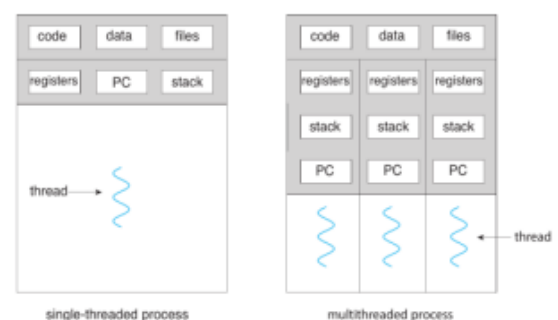 code data files
registers PC stack
thread
single-threaded process
code data files
registers registers registers
stack stack stack
PC PC PC
thread
multithreaded process